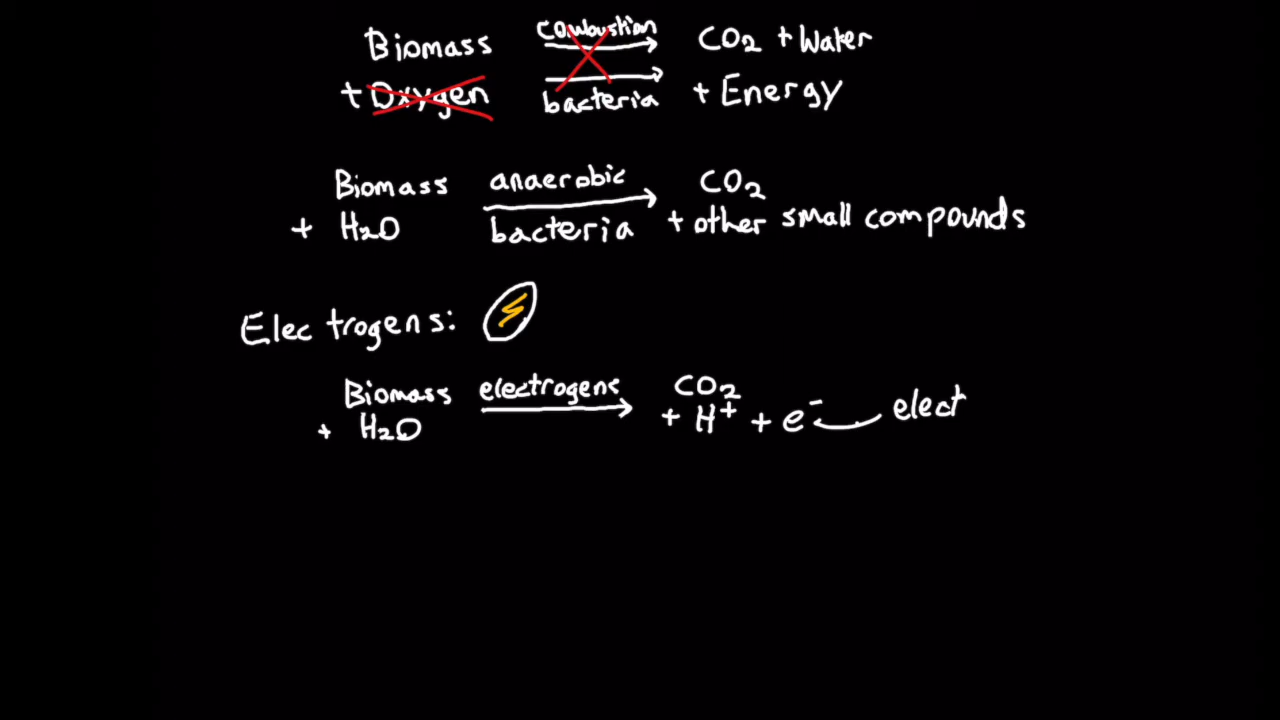 Biomass combustion CO2 + Water
+ Oxygen bacteria + Energy
Biomass anaerobic CO2
+ H2O bacteria + other small compounds
Electrogens:
Biomass electrogens CO2
+ H2O + H+ + e- elect